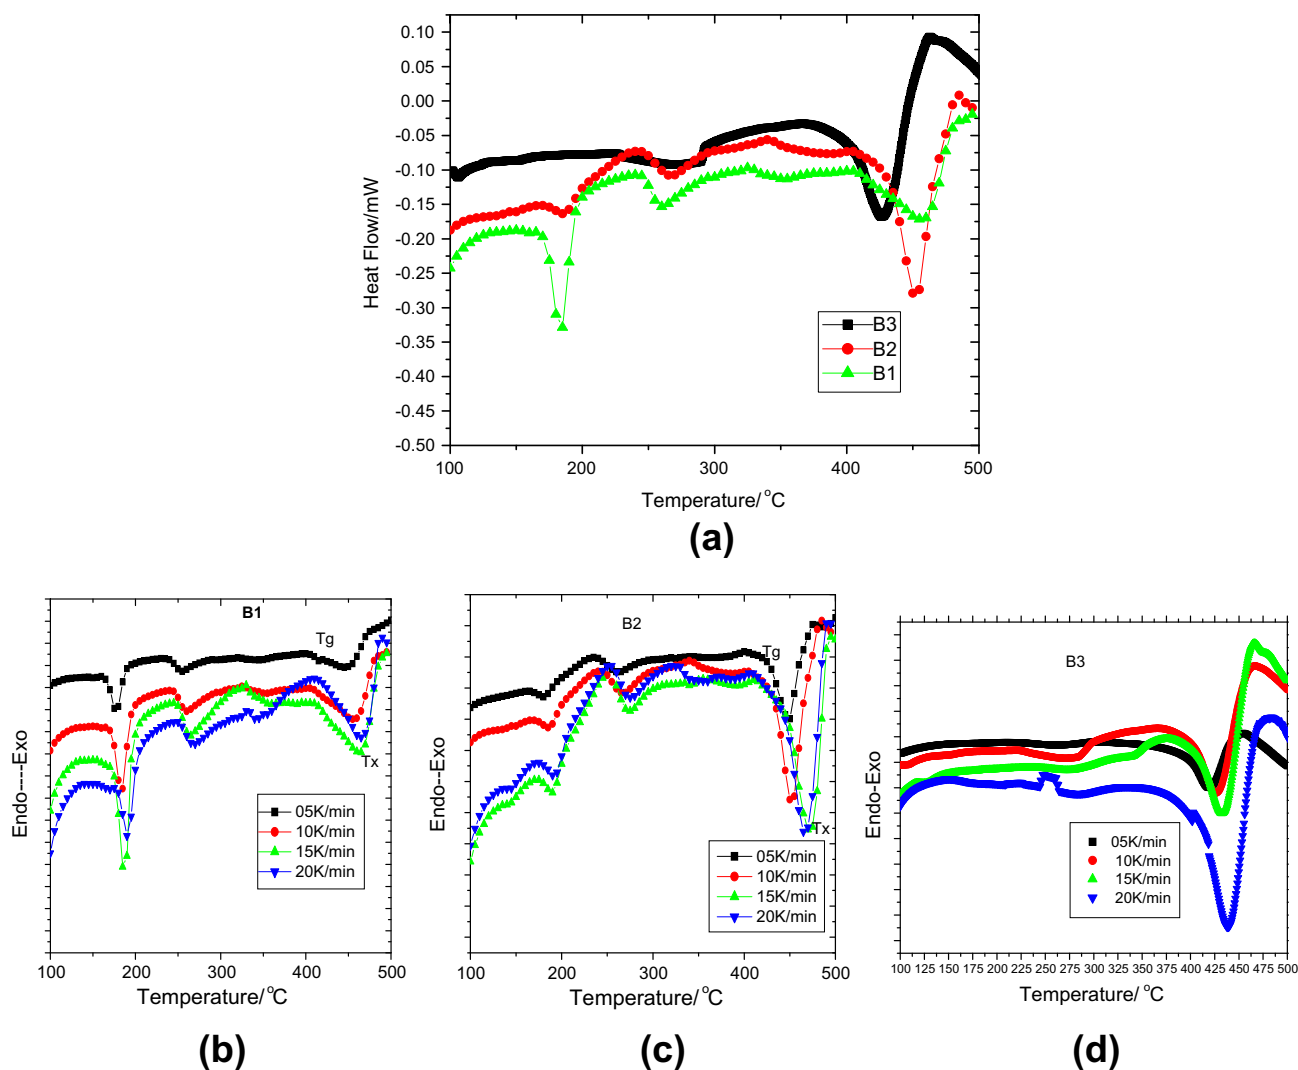 0.10
0.05
0.00
-0.05
-0.10
-0.15
-0.20
-0.25
-0.30
-0.35
-0.40
-0.45
-0.50
Heat Flow/mW
B3
B2
B1
100 200 300 400 500
Temperature/ °C
(a)
B1
Tg
Tx
Endo----Exo
05K/min
10K/min
15K/min
20K/min
100 200 300 400 500
Temperature/ °C
(b)
B2
Tg
Tx
Endo--Exo
05K/min
10K/min
15K/min
20K/min
100 200 300 400 500
Temperature/ °C
(c)
B3
Endo-Exo
05K/min
10K/min
15K/min
20K/min
100 125 150 175 200 225 250 275 300 325 350 375 400 425 450 475 500
Temperature/ °C
(d)